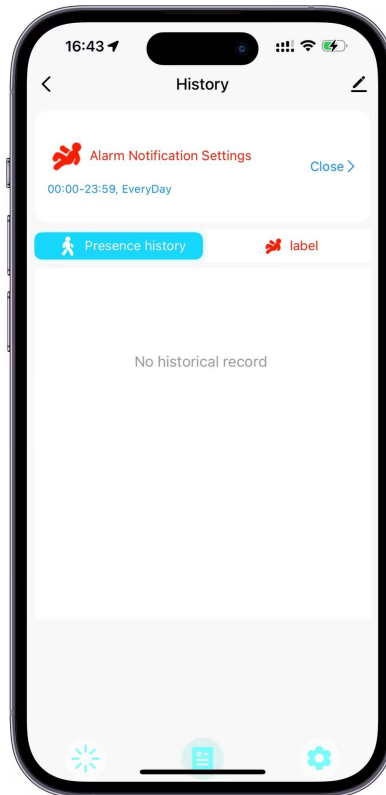 16:43
History
Alarm Notification Settings
Close >
00:00-23:59, EveryDay
Presence history
label
No historical record